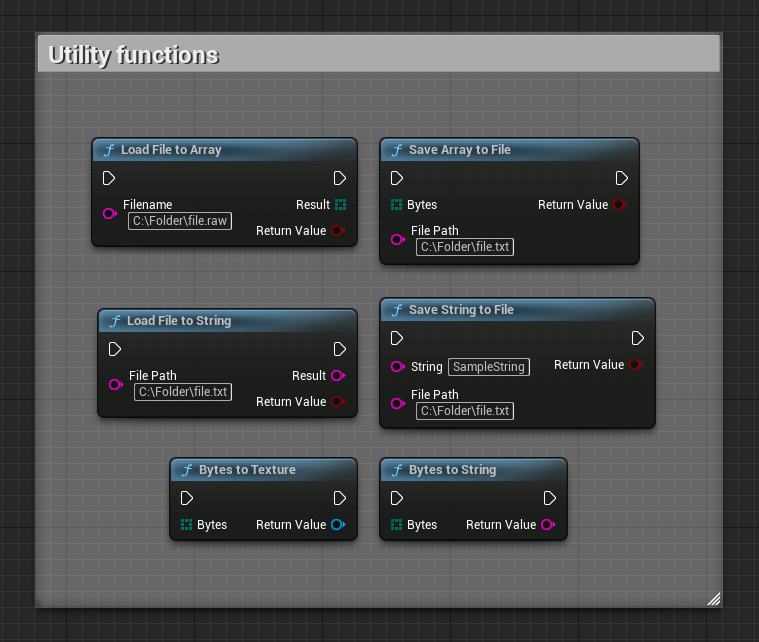 Utility functions
Load File to Array
Filename
C:\Folder\file.raw
Result
Return Value
Save Array to File
Bytes
Return Value
File Path
C:\Folder\file.txt
Load File to String
File Path
C:\Folder\file.txt
Result
Return Value
Save String to File
String SampleString
Return Value
File Path
C:\Folder\file.txt
Bytes to Texture
Bytes Return Value
Bytes to String
Bytes Return Value